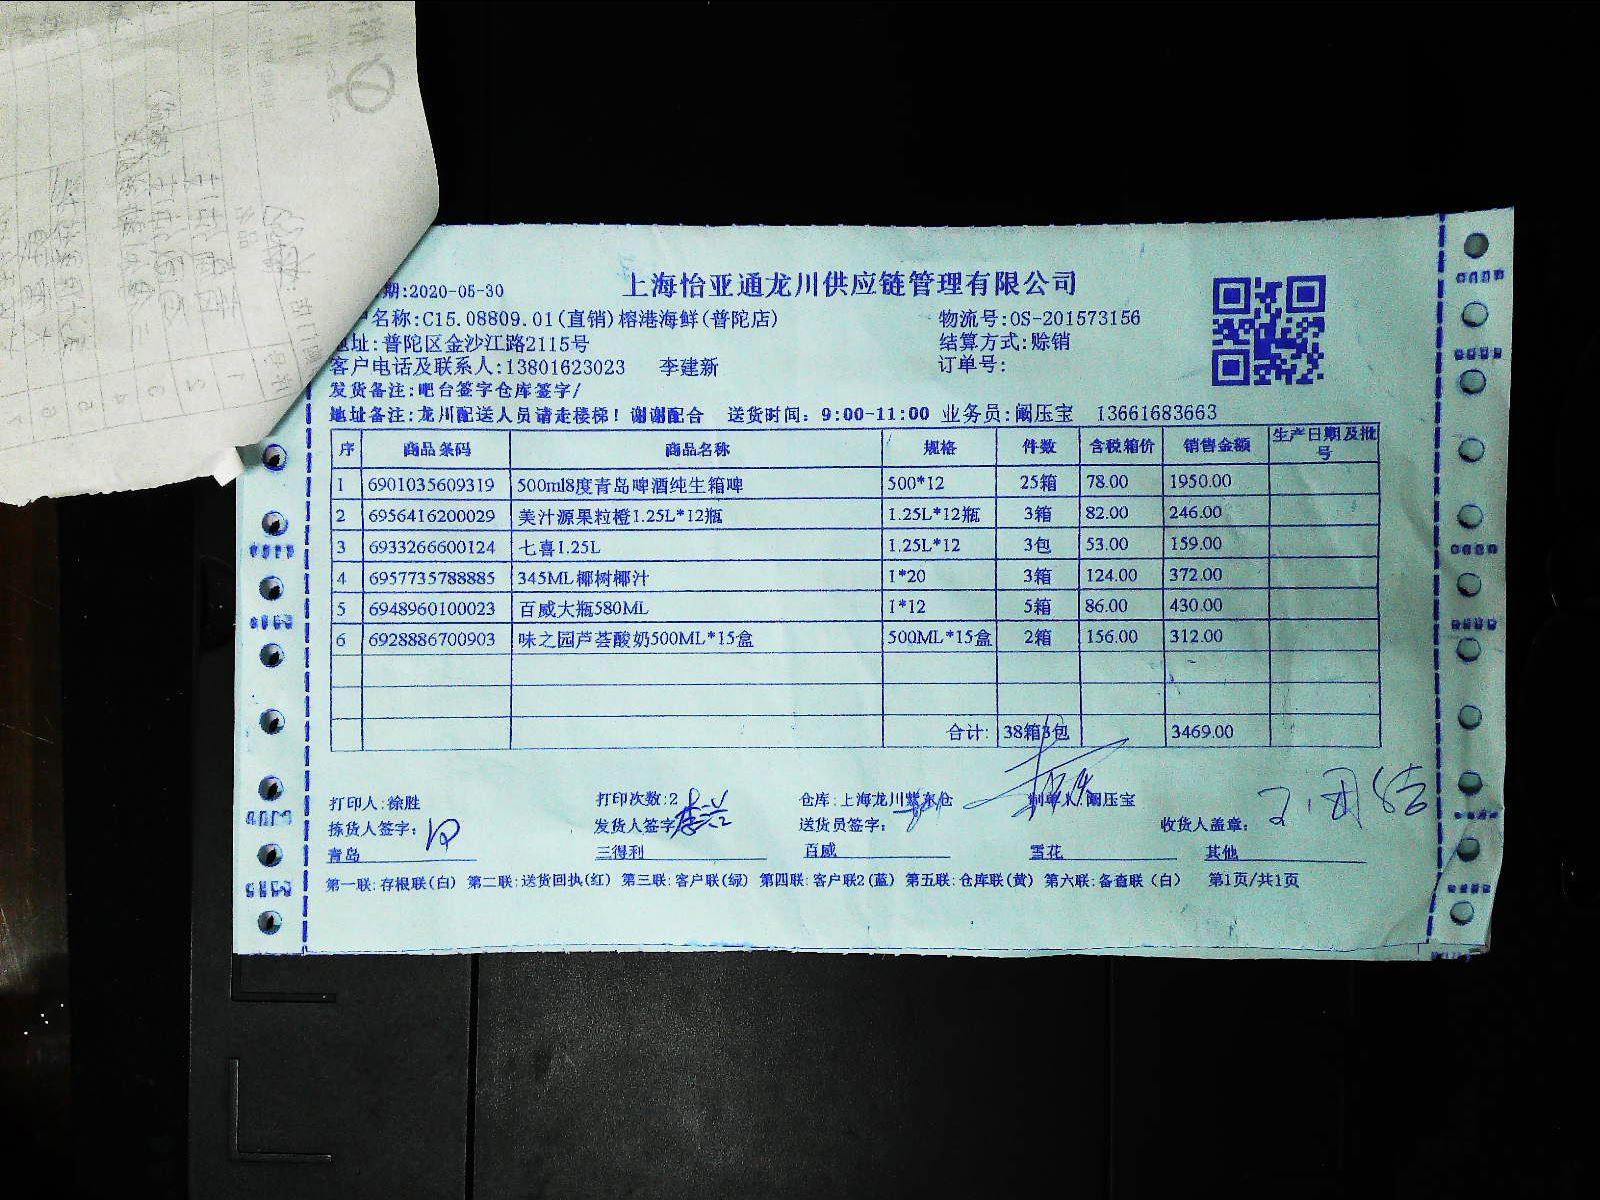 期:2020-05-30
上海怡亚通龙川供应链管理有限公司
名称:C15.08809.01(直销)榕港海鲜(普陀店)
物流号:OS-201573156
址:普陀区金沙江路2115号
结算方式:赊销
客户电话及联系人:13801623023 李建新
订单号:
发货备注:吧台签字仓库签字/
地址备注:龙川配送人员请走楼梯！谢谢配合 送货时间：9:00-11:00 业务员:阚压宝 13661683663
序 商品条码 商品名称 规格 件数 含税箱价 销售金额 生产日期及批号
1 6901035609319 500ml8度青岛啤酒纯生箱啤 500*12 25箱 78.00 1950.00
2 6956416200029 美汁源果粒橙1.25L*12瓶 1.25L*12瓶 3箱 82.00 246.00
3 6933266600124 七喜1.25L 1.25L*12 3包 53.00 159.00
4 6957735788885 345ML椰树椰汁 1*20 3箱 124.00 372.00
5 6948960100023 百威大瓶580ML 1*12 5箱 86.00 430.00
6 6928886700903 味之园芦荟酸奶500ML*15盒 500ML*15盒 2箱 156.00 312.00
合计: 38箱3包 3469.00
打印人:徐胜 打印次数:2 仓库:上海龙川紫东仓 制单人:阚压宝
拣货人签字: 发货人签字 送货员签字: 收货人盖章:
青岛 三得利 百威 雪花 其他
第一联:存根联(白) 第二联:送货回执(红) 第三联:客户联(绿) 第四联:客户联2(蓝) 第五联:仓库联(黄) 第六联:备查联(白) 第1页/共1页